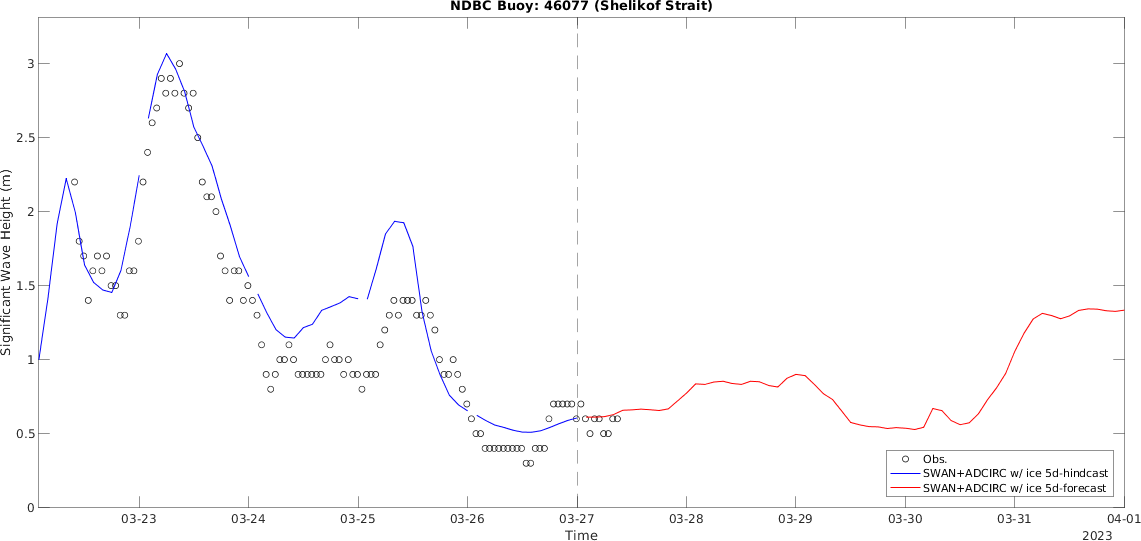 NDBC Buoy: 46077 (Shelikof Strait)
Significant Wave Height (m)
3
2.5
2
1.5
1
0.5
0
Obs.
SWAN+ADCIRC w/ ice 5d-hindcast
SWAN+ADCIRC w/ ice 5d-forecast
03-23 03-24 03-25 03-26 03-27 03-28 03-29 03-30 03-31 04-01
Time
2023